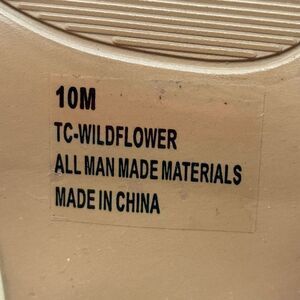 10M
TC-WILDFLOWER
ALL MAN MADE MATERIALS
MADE IN CHINA